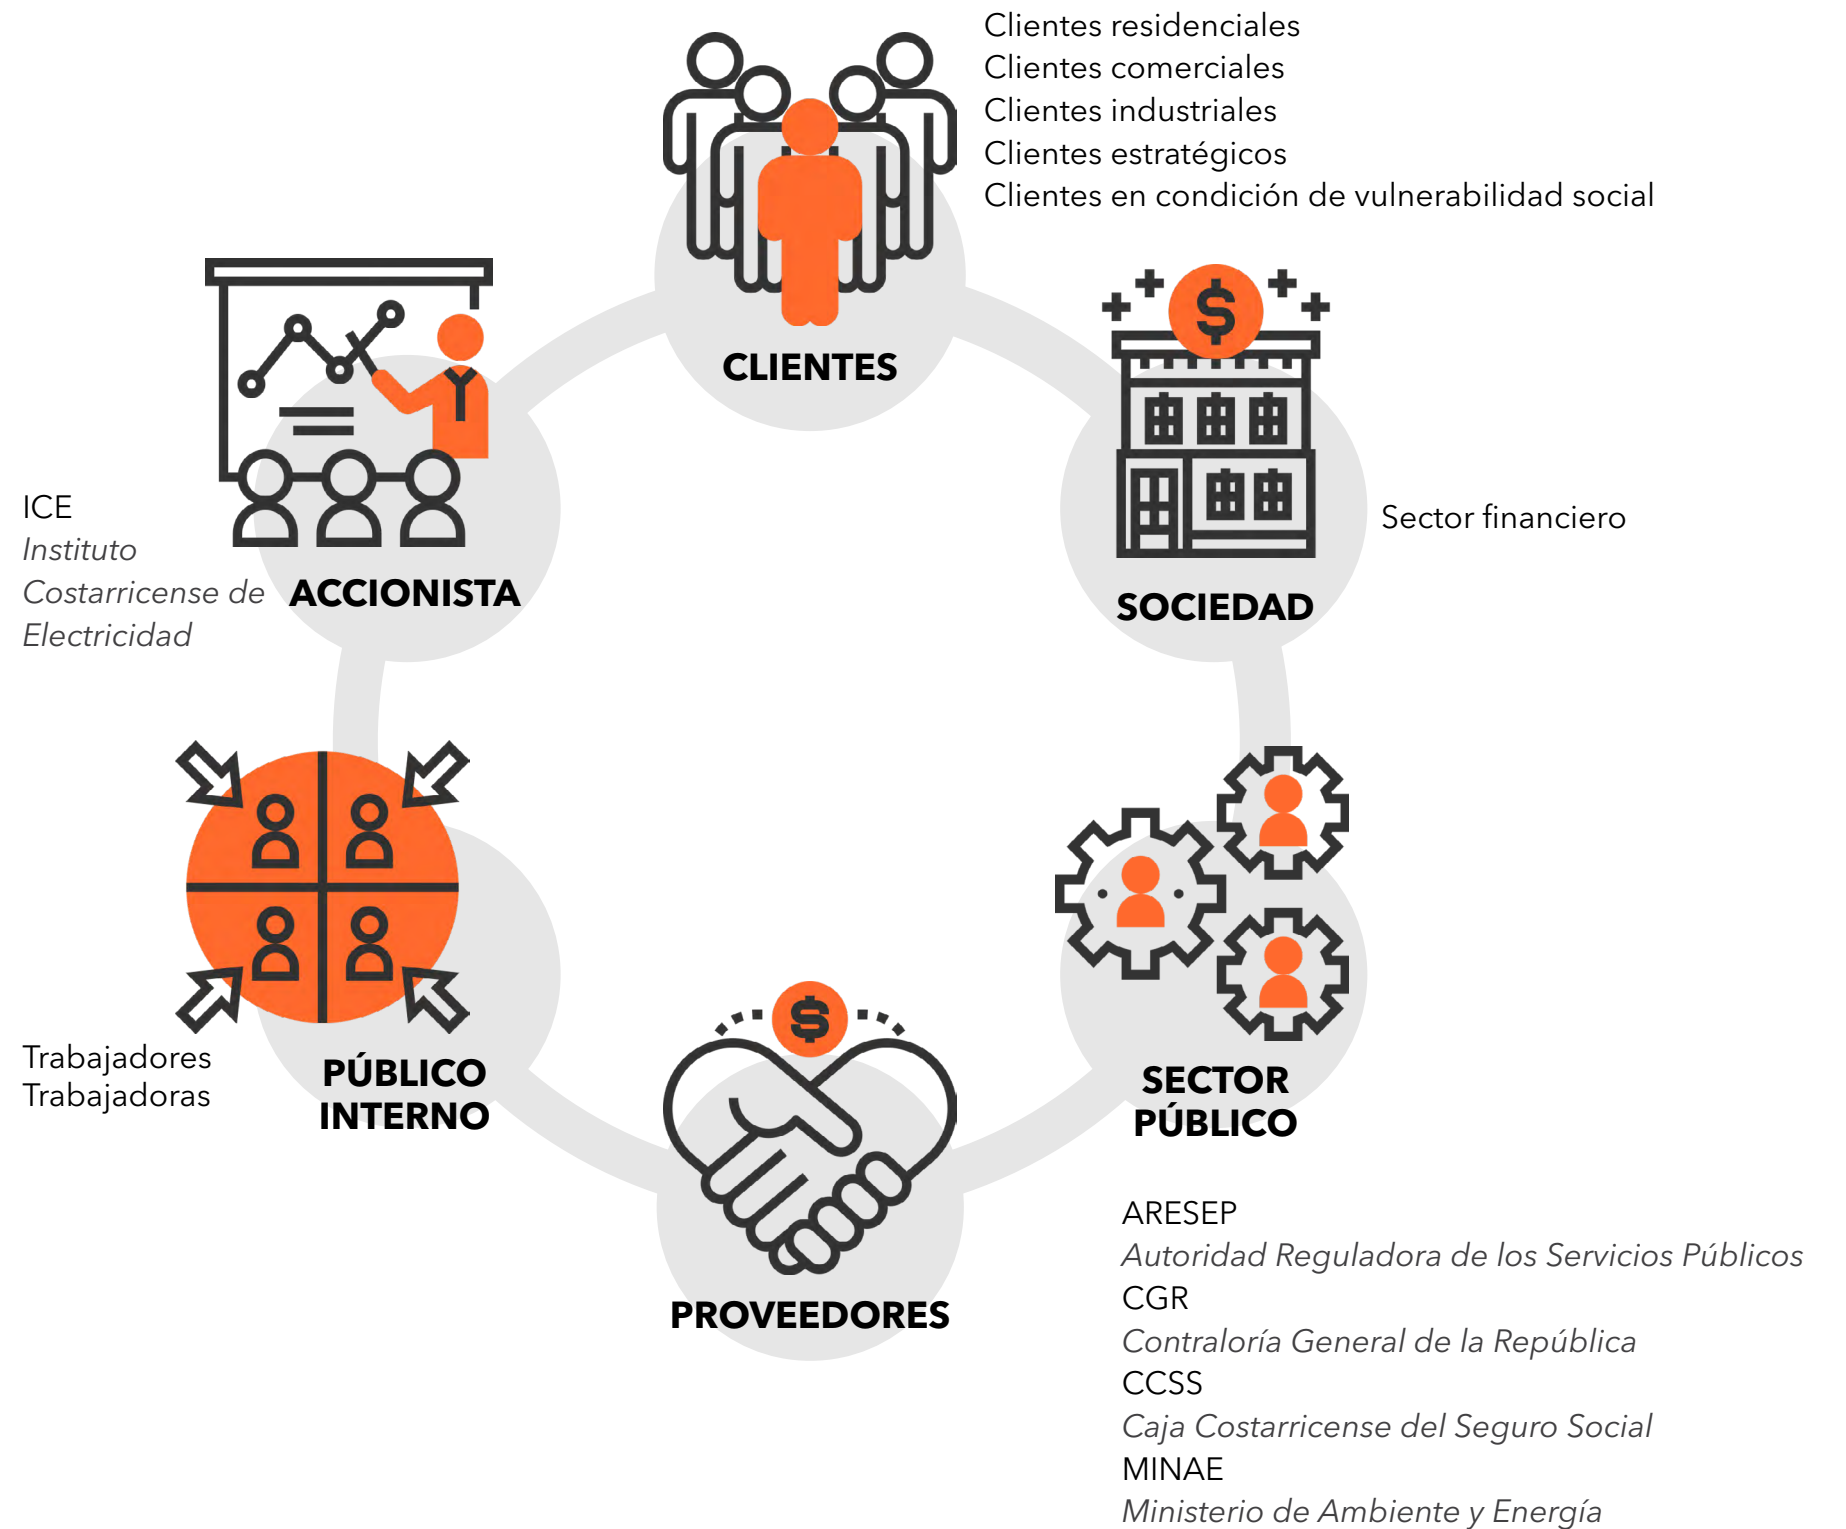 Clientes residenciales
Clientes comerciales
Clientes industriales
Clientes estratégicos
Clientes en condición de vulnerabilidad social
CLIENTES
$
Sector financiero
SOCIEDAD
ICE
Instituto
Costarricense de
Electricidad
ACCIONISTA
Trabajadores
Trabajadoras
PÚBLICO
INTERNO
$
PROVEEDORES
SECTOR
PÚBLICO
ARESEP
Autoridad Reguladora de los Servicios Públicos
CGR
Contraloría General de la República
CCSS
Caja Costarricense del Seguro Social
MINAE
Ministerio de Ambiente y Energía